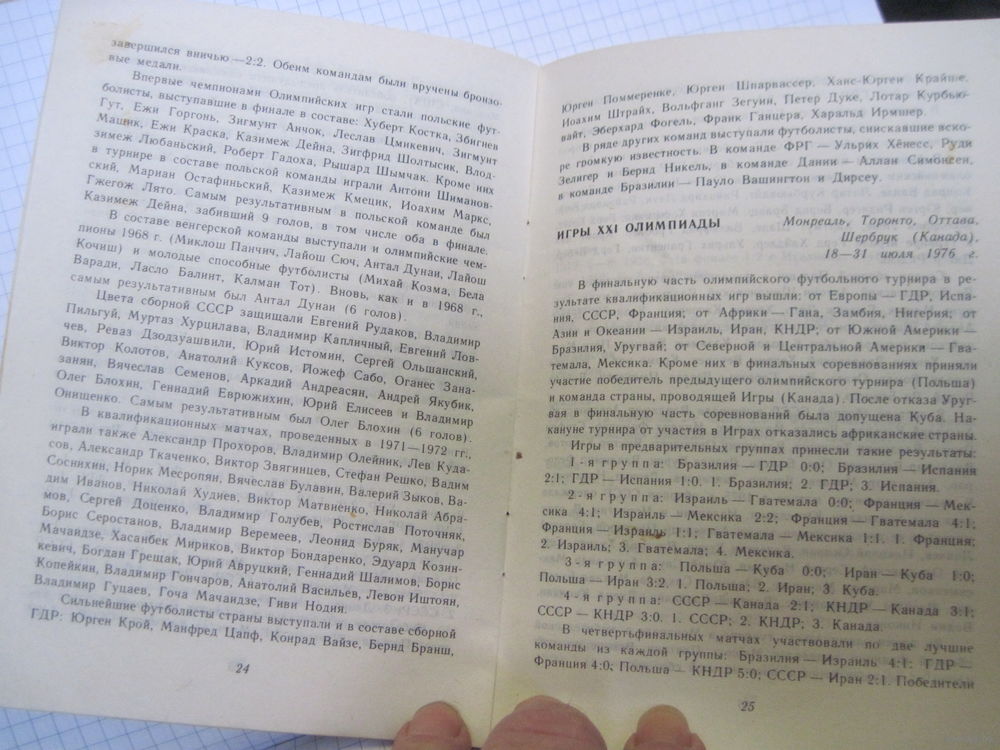 завершился вничью — 2:2. Обеим командам были вручены бронзо-
вые медали.
Впервые чемпионами Олимпийских игр стали польские фут-
болисты, выступавшие в финале в составе: Хуберт Костка, Збигнев
Гут, Ежи Горгонь, Зигмунт Анчок, Леслав Цмикевич, Зигмунт
Машик, Ежи Краска, Казимеж Дейна, Зигфрид Шолтысик, Влод-
зимеж Любаньский, Роберт Гадоха, Рышард Шымчак. Кроме них
в турнире в составе польской команды играли Антони Шиманов-
ский, Мариан Остафиньский, Казимеж Кмецик, Иоахим Маркс,
Гжегож Лято. Самым результативным в польской команде был
Казимеж Дейна, забивший 9 голов, в том числе оба в финале.
В составе венгерской команды выступали и олимпийские чем-
пионы 1968 г. (Миклош Панчич, Лайош Сюч, Антал Дунаи, Лайош
Кочиш) и молодые способные футболисты (Михай Козма, Бела
Варади, Ласло Балинт, Калман Тот). Вновь, как и в 1968 г.,
самым результативным был Антал Дунаи (6 голов).
Цвета сборной СССР защищали Евгений Рудаков, Владимир
Пильгуй, Муртаз Хурцилава, Владимир Капличный, Евгений Лов-
чев, Реваз Дзодзуашвили, Юрий Истомин, Сергей Ольшанский,
Виктор Колотов, Анатолий Куксов, Йожеф Сабо, Оганес Зана-
занян, Вячеслав Семенов, Аркадий Андреасян, Андрей Якубик,
Олег Блохин, Геннадий Еврюжихин, Юрий Елисеев и Владимир
Онищенко. Самым результативным был Олег Блохин (6 голов).
В квалификационных матчах, проведенных в 1971—1972 гг.,
играли также Александр Прохоров, Владимир Олейник, Лев Куда-
сов, Александр Ткаченко, Виктор Звягинцев, Стефан Решко, Вадим
Соснихин, Норик Месропян, Вячеслав Булавин, Валерий Зыков, Ва-
дим Иванов, Николай Худиев, Виктор Матвиенко, Николай Абра-
мов, Сергей Доценко, Владимир Голубев, Ростислав Поточняк,
Борис Серостанов, Владимир Веремеев, Леонид Буряк, Манучар
Мачаидзе, Хасанбек Мириков, Виктор Бондаренко, Эдуард Козин-
кевич, Богдан Грещак, Юрий Авруцкий, Геннадий Шалимов, Борис
Копейкин, Владимир Гончаров, Анатолий Васильев, Левон Иштоян,
Владимир Гуцаев, Гоча Мачаидзе, Гиви Нодия.
Сильнейшие футболисты страны выступали и в составе сборной
ГДР: Юрген Крой, Манфред Цапф, Конрад Вайзе, Бернд Бранш,
24
Юрген Поммеренке, Юрген Шпарвассер, Ханс-Юрген Крайше,
Иоахим Штрайх, Вольфганг Зегуин, Петер Дуке, Лотар Курбью-
вайт, Эберхард Фогель, Франк Ганцера, Харальд Ирмшер.
В ряде других команд выступали футболисты, снискавшие вско-
ре громкую известность. В команде ФРГ — Ульрих Хёнесс, Руди
Зелигер и Бернд Никель, в команде Дании — Аллан Симонсен,
в команде Бразилии — Пауло Вашингтон и Дирсеу.
ИГРЫ XXI ОЛИМПИАДЫ
Монреаль, Торонто, Оттава,
Шербрук (Канада).
18—31 июля 1976 г.
В финальную часть олимпийского футбольного турнира в ре-
зультате квалификационных игр вышли: от Европы — ГДР, Испа-
ния, СССР, Франция; от Африки — Гана, Замбия, Нигерия; от
Азии и Океании — Израиль, Иран, КНДР; от Южной Америки —
Бразилия, Уругвай; от Северной и Центральной Америки — Гва-
темала, Мексика. Кроме них в финальных соревнованиях приняли
участие победитель предыдущего олимпийского турнира (Польша)
и команда страны, проводящей Игры (Канада). После отказа Уруг-
вая в финальную часть соревнований была допущена Куба. На-
кануне турнира от участия в Играх отказались африканские страны.
Игры в предварительных группах принесли такие результаты:
1-я группа: Бразилия — ГДР 0:0; Бразилия — Испания
2:1; ГДР — Испания 1:0. 1. Бразилия; 2. ГДР; 3. Испания.
2-я группа: Израиль — Гватемала 0:0; Франция — Мек-
сика 4:1; Израиль — Мексика 2:2; Франция — Гватемала 4:1;
Франция — Израиль 1:1; Гватемала — Мексика 1:1. 1. Франция;
2. Израиль; 3. Гватемала; 4. Мексика.
3-я группа: Польша — Куба 0:0; Иран — Куба 1:0;
Польша — Иран 3:2. 1. Польша; 2. Иран; 3. Куба.
4-я группа: СССР — Канада 2:1; КНДР — Канада 3:1;
СССР — КНДР 3:0. 1. СССР; 2. КНДР; 3. Канада.
В четвертьфинальных матчах участвовали по две лучшие
команды из каждой группы: Бразилия — Израиль 4:1; ГДР —
Франция 4:0; Польша — КНДР 5:0; СССР — Иран 2:1. Победители
25